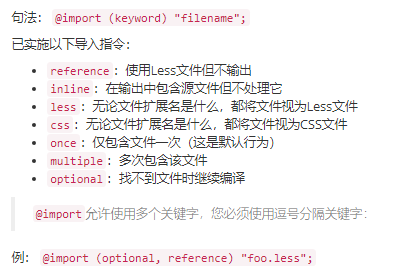 句法: @import (keyword) "filename";
已实施以下导入指令:
• reference: 使用Less文件但不输出
• inline: 在输出中包含源文件但不处理它
• less: 无论文件扩展名是什么，都将文件视为Less文件
• css: 无论文件扩展名是什么，都将文件视为CSS文件
• once: 仅包含文件一次（这是默认行为）
• multiple: 多次包含该文件
• optional: 找不到文件时继续编译
@import 允许使用多个关键字，您必须使用逗号分隔关键字:
例: @import (optional, reference) "foo.less";